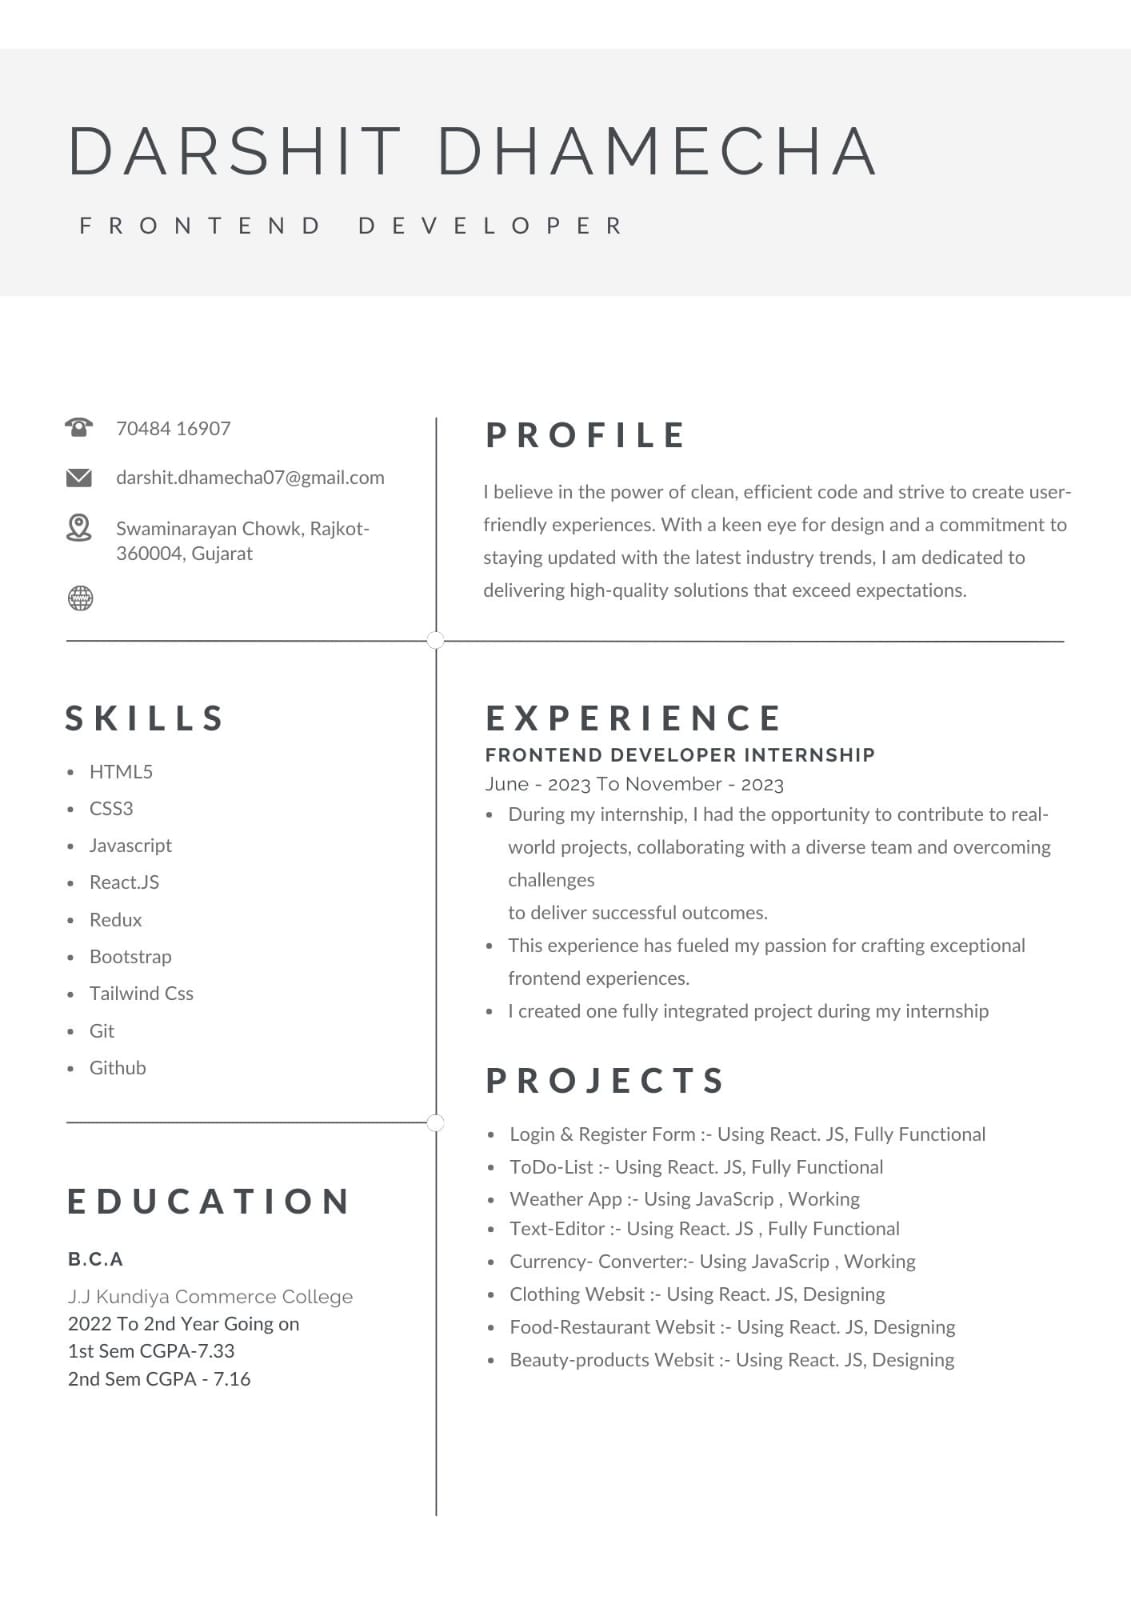 DARSHIT DHAMECHA
FRONTEND DEVELOPER
70484 16907
darshit.dhamecha07@gmail.com
Swaminarayan Chowk, Rajkot-
360004, Gujarat
PROFILE
I believe in the power of clean, efficient code and strive to create user-
friendly experiences. With a keen eye for design and a commitment to
staying updated with the latest industry trends, I am dedicated to
delivering high-quality solutions that exceed expectations.
SKILLS
• HTML5
• CSS3
• Javascript
• React.JS
• Redux
• Bootstrap
• Tailwind Css
• Git
• Github
EDUCATION
B.C.A
J.J Kundiya Commerce College
2022 To 2nd Year Going on
1st Sem CGPA-7.33
2nd Sem CGPA - 7.16
EXPERIENCE
FRONTEND DEVELOPER INTERNSHIP
June - 2023 To November - 2023
• During my internship, I had the opportunity to contribute to real-
world projects, collaborating with a diverse team and overcoming
challenges
to deliver successful outcomes.
• This experience has fueled my passion for crafting exceptional
frontend experiences.
• I created one fully integrated project during my internship
PROJECTS
• Login & Register Form :- Using React. JS, Fully Functional
• ToDo-List :- Using React. JS, Fully Functional
• Weather App :- Using JavaScrip , Working
• Text-Editor :- Using React. JS , Fully Functional
• Currency- Converter:- Using JavaScrip , Working
• Clothing Websit :- Using React. JS, Designing
• Food-Restaurant Websit :- Using React. JS, Designing
• Beauty-products Websit :- Using React. JS, Designing